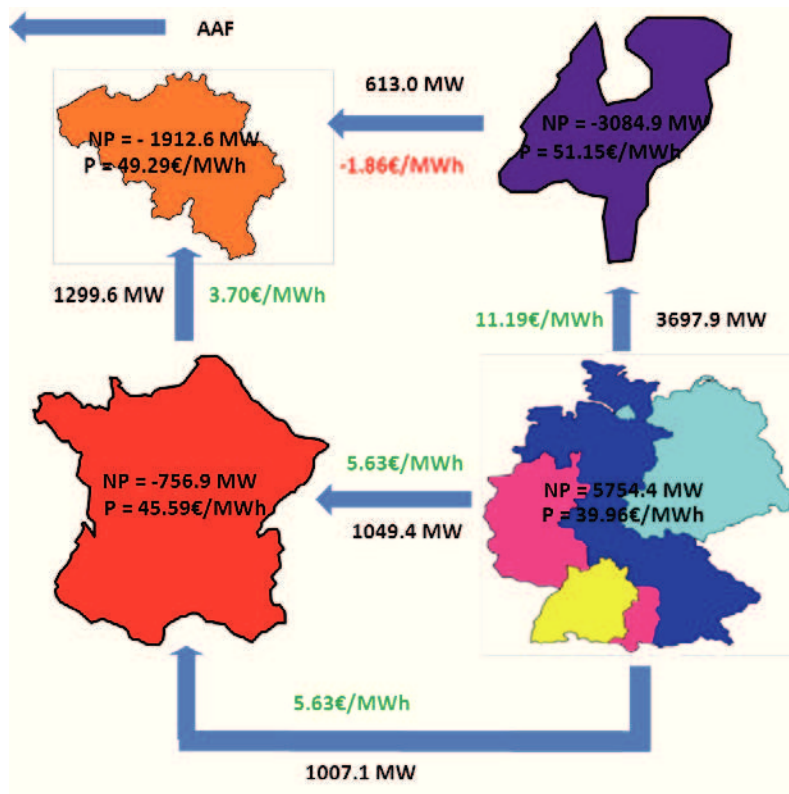 AAF
613.0 MW
NP = - 1912.6 MW
P = 49.29€/MWh
-1.86€/MWh
NP = -3084.9 MW
P = 51.15€/MWh
1299.6 MW
3.70€/MWh
11.19€/MWh
3697.9 MW
NP = -756.9 MW
P = 45.59€/MWh
5.63€/MWh
1049.4 MW
NP = 5754.4 MW
P = 39.96€/MWh
5.63€/MWh
1007.1 MW